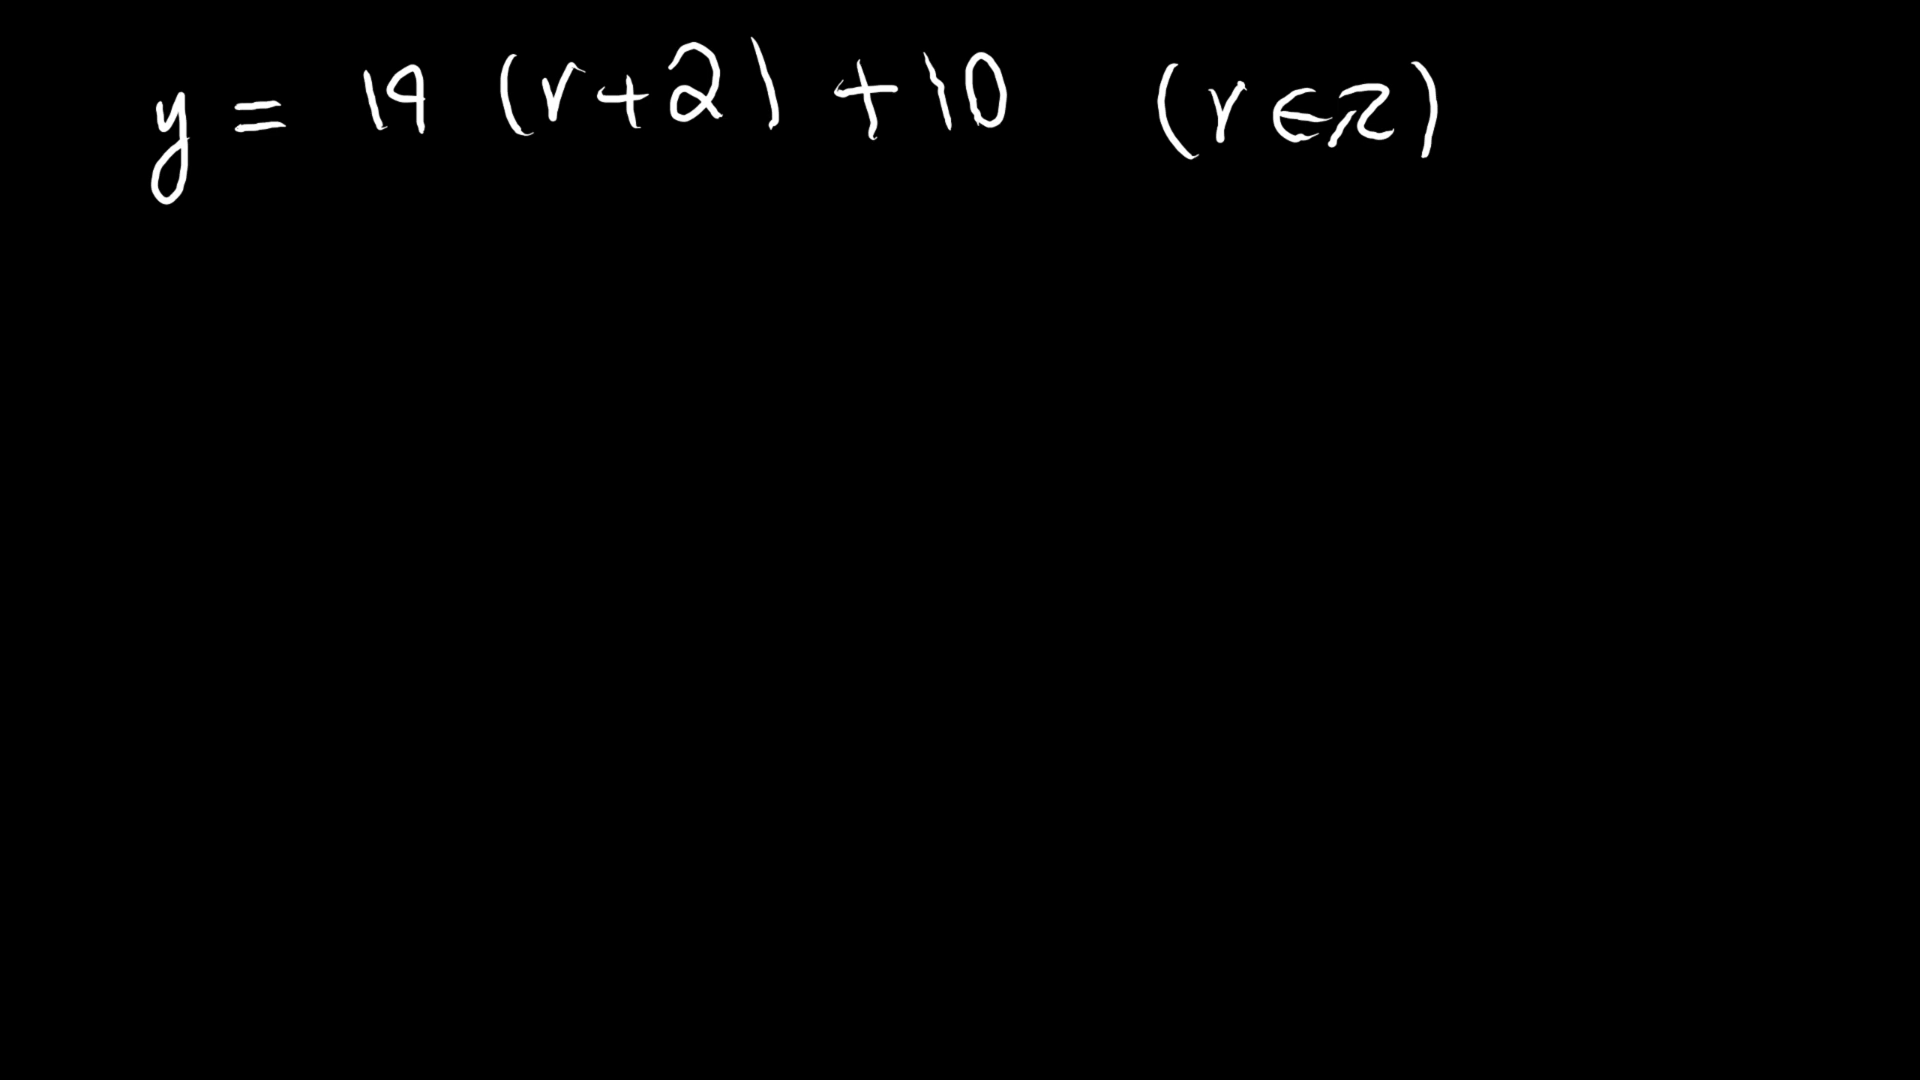 y = 19 (r+2) + 10 (r∈ℤ)